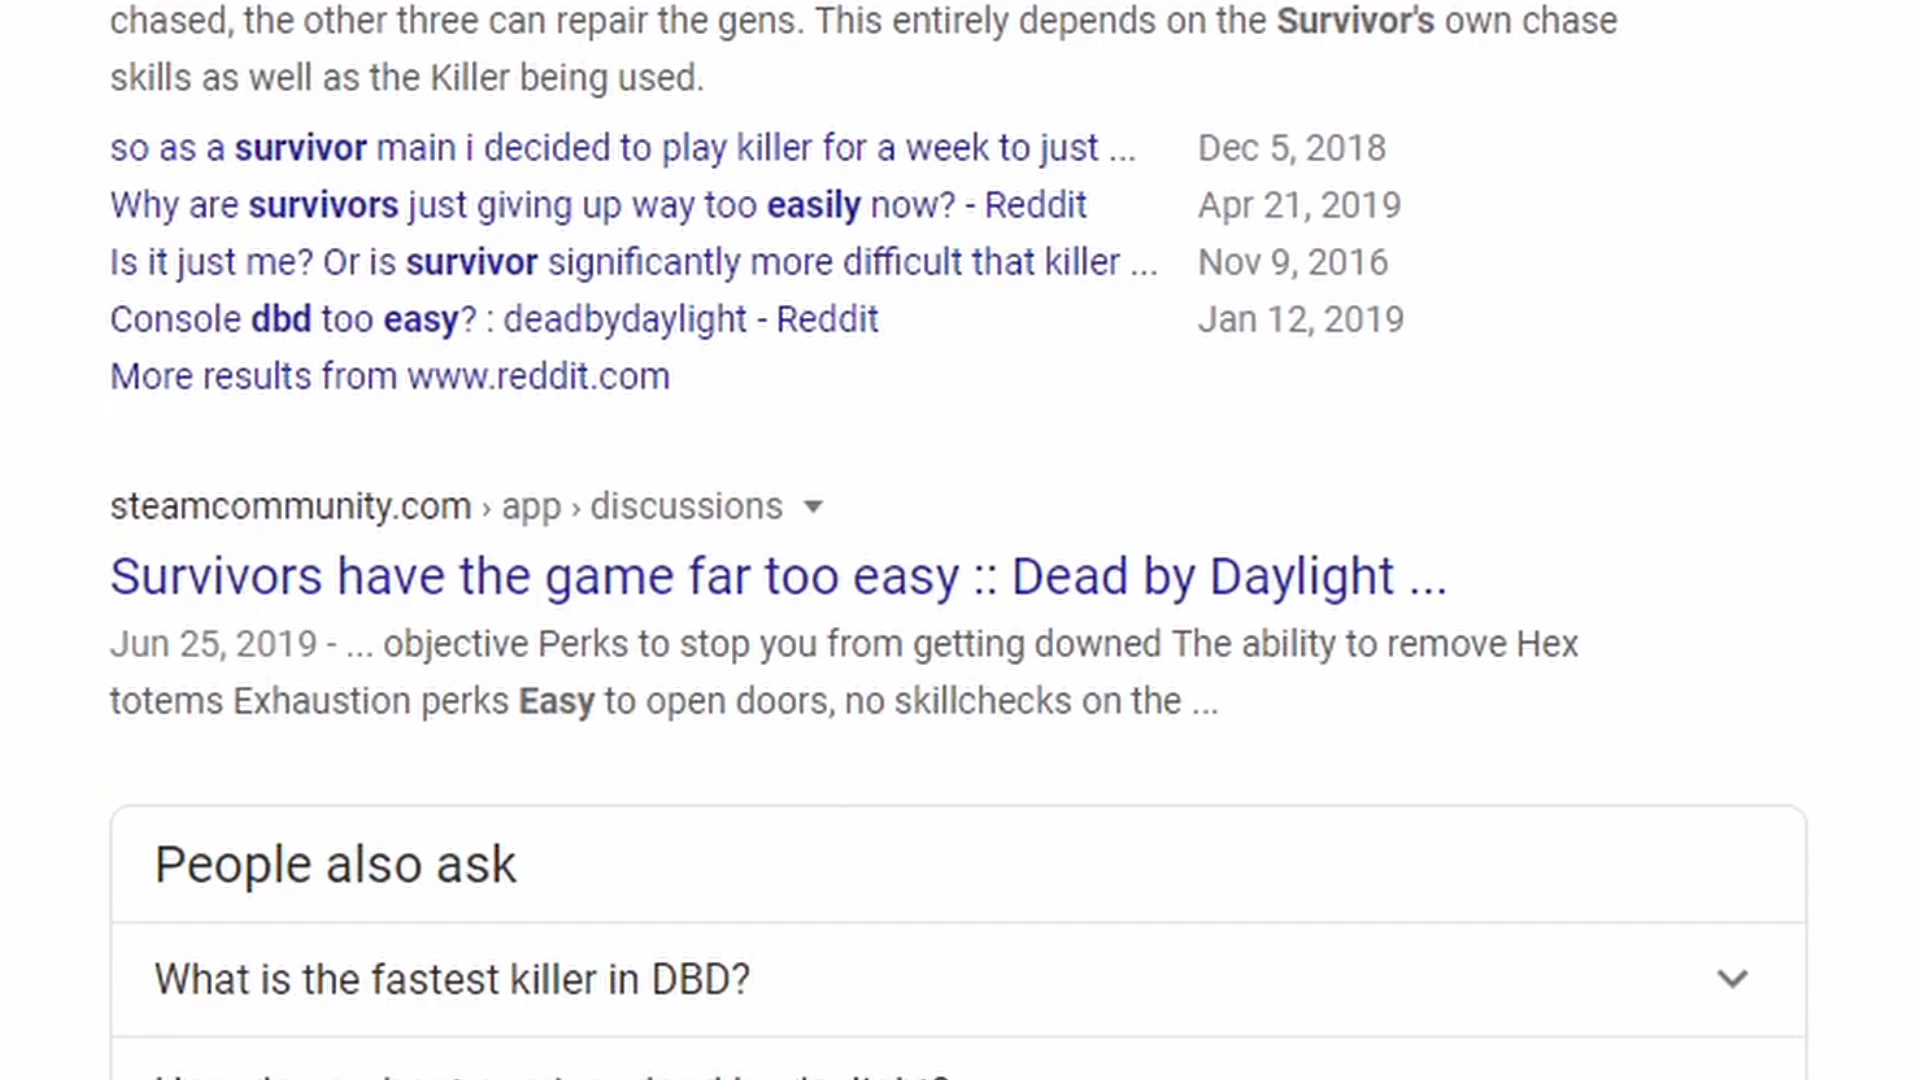 chased, the other three can repair the gens. This entirely depends on the Survivor's own chase
skills as well as the Killer being used.
so as a survivor main i decided to play killer for a week to just ... Dec 5, 2018
Why are survivors just giving up way too easily now? - Reddit Apr 21, 2019
Is it just me? Or is survivor significantly more difficult that killer ... Nov 9, 2016
Console dbd too easy? : deadbydaylight - Reddit Jan 12, 2019
More results from www.reddit.com
steamcommunity.com › app › discussions
Survivors have the game far too easy :: Dead by Daylight ...
Jun 25, 2019 - ... objective Perks to stop you from getting downed The ability to remove Hex
totems Exhaustion perks Easy to open doors, no skillchecks on the ...
People also ask
What is the fastest killer in DBD?